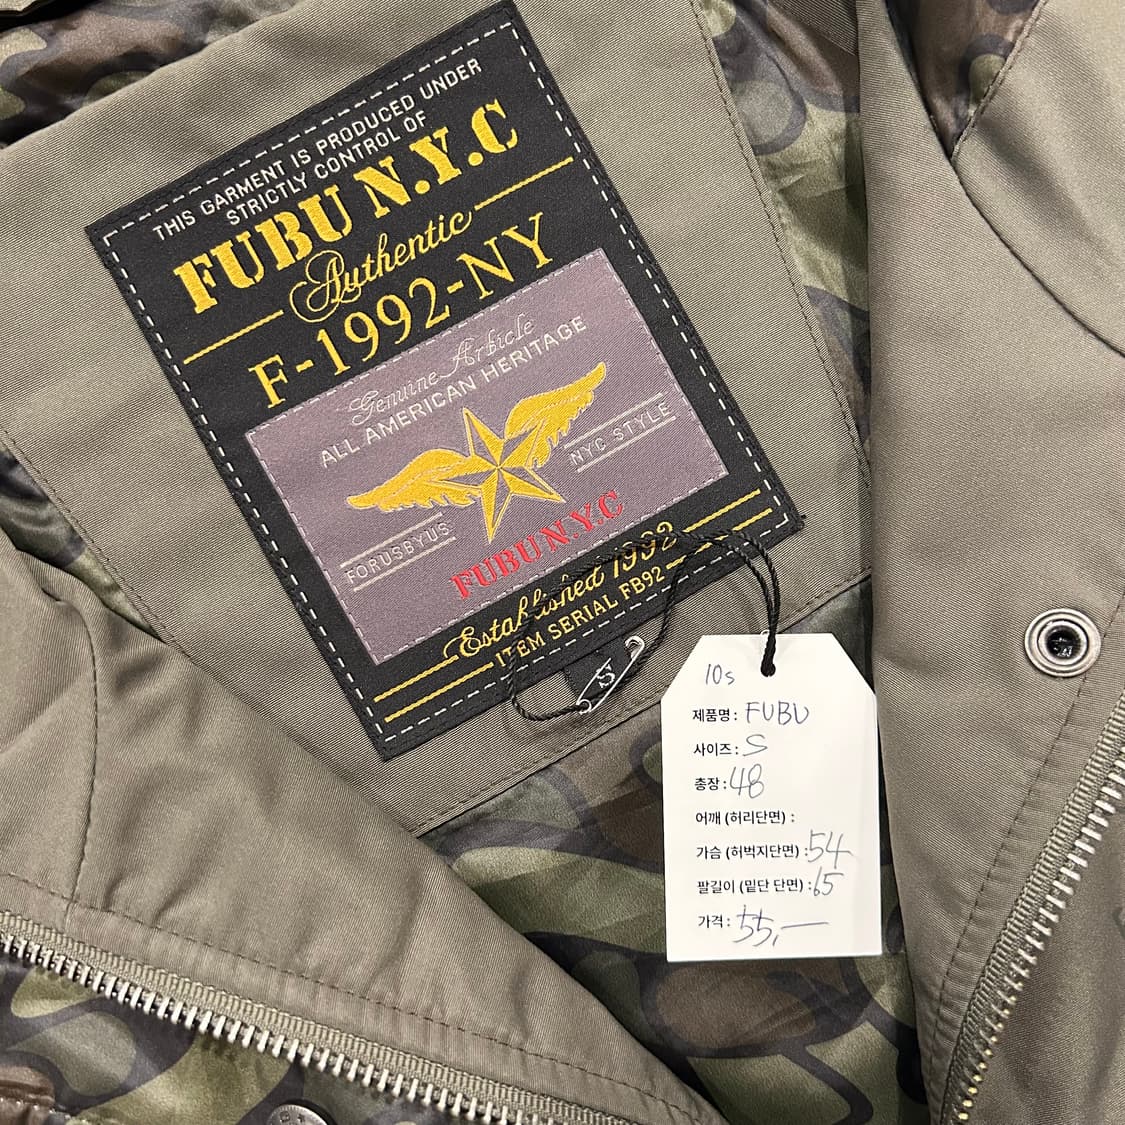 THIS GARMENT IS PRODUCED UNDER
STRICTLY CONTROL OF
FUBU N.Y.C
Authentic
F-1992-NY
Genuine Article
ALL AMERICAN HERITAGE
NYC STYLE
FORUSBYUS
FUBU N.Y.C
Established 1992
ITEM SERIAL FB92
S
10s
제품명 : FUBU
사이즈 : S
총장 : 48
어깨 (허리단면) :
가슴 (허벅지단면) : 54
팔길이 (밑단 단면) : 65
가격 : 55,-